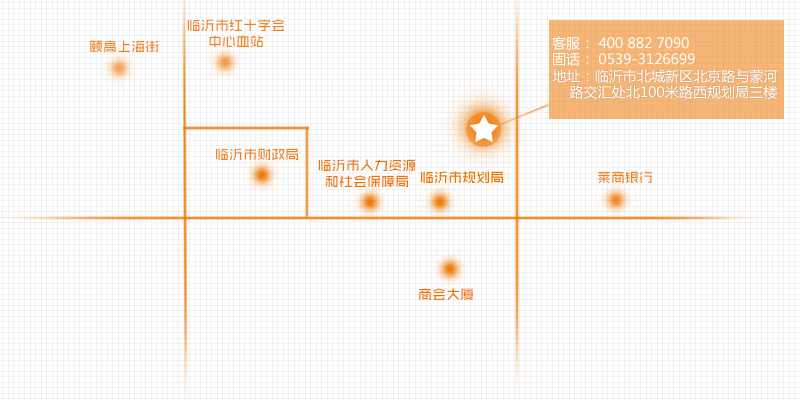 临沂市红十字会
中心血站
颐高上海街
客服： 400 882 7090
固话： 0539-3126699
地址：临沂市北城新区北京路与蒙河
路交汇处北100米路西规划局三楼
临沂市财政局
临沂市人力资源
和社会保障局
临沂市规划局
莱商银行
商会大厦